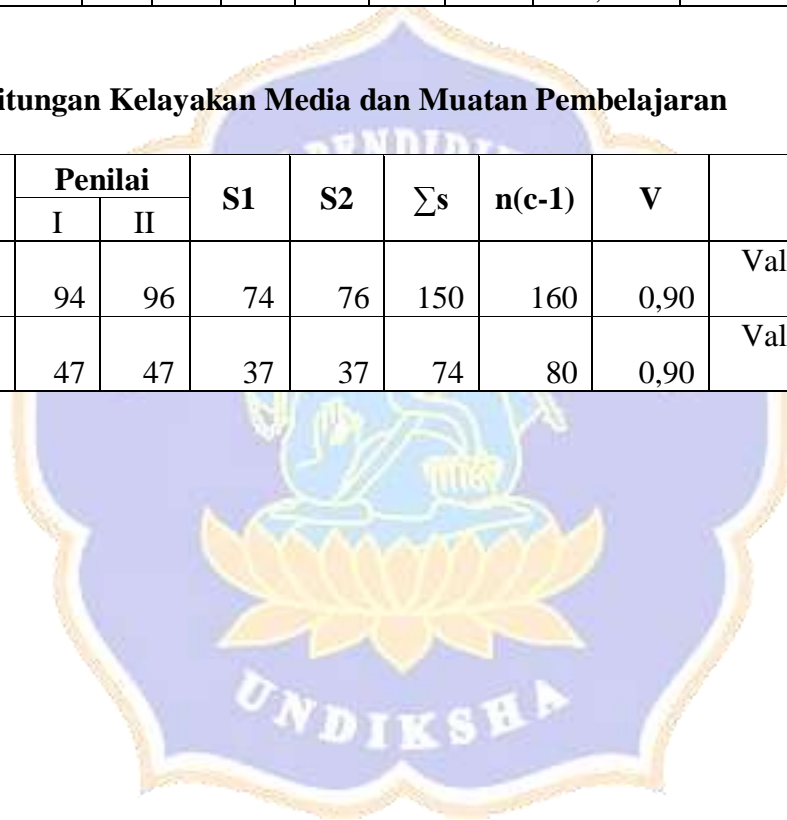 itungan Kelayakan Media dan Muatan Pembelajaran
Penilai S1 S2 ∑s n(c-1) V
I II
Val
94 96 74 76 150 160 0,90
Val
47 47 37 37 74 80 0,90
UNDIKSHA